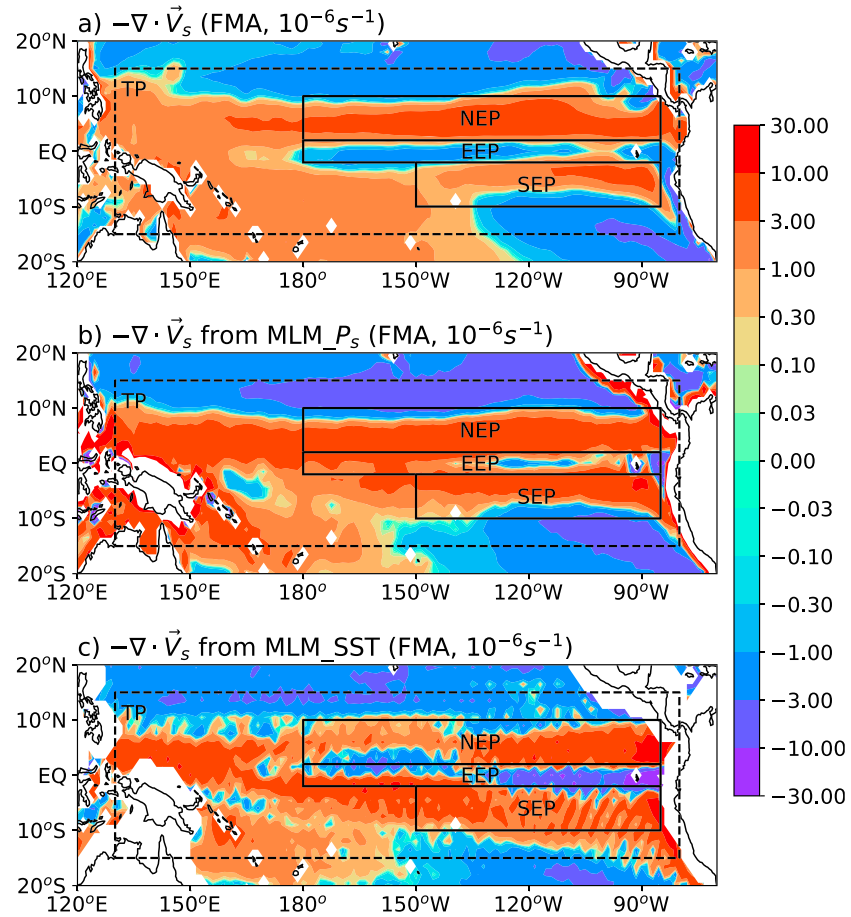 a) −∇ · V⃗ₛ (FMA, 10⁻⁶s⁻¹)
20°N
10°N
EQ
10°S
20°S
TP
NEP
EEP
SEP
120°E 150°E 180° 150°W 120°W 90°W
b) −∇ · V⃗ₛ from MLM_Pₛ (FMA, 10⁻⁶s⁻¹)
20°N
10°N
EQ
10°S
20°S
TP
NEP
EEP
SEP
120°E 150°E 180° 150°W 120°W 90°W
c) −∇ · V⃗ₛ from MLM_SST (FMA, 10⁻⁶s⁻¹)
20°N
10°N
EQ
10°S
20°S
TP
NEP
EEP
SEP
120°E 150°E 180° 150°W 120°W 90°W
30.00
10.00
3.00
1.00
0.30
0.10
0.03
0.00
−0.03
−0.10
−0.30
−1.00
−3.00
−10.00
−30.00